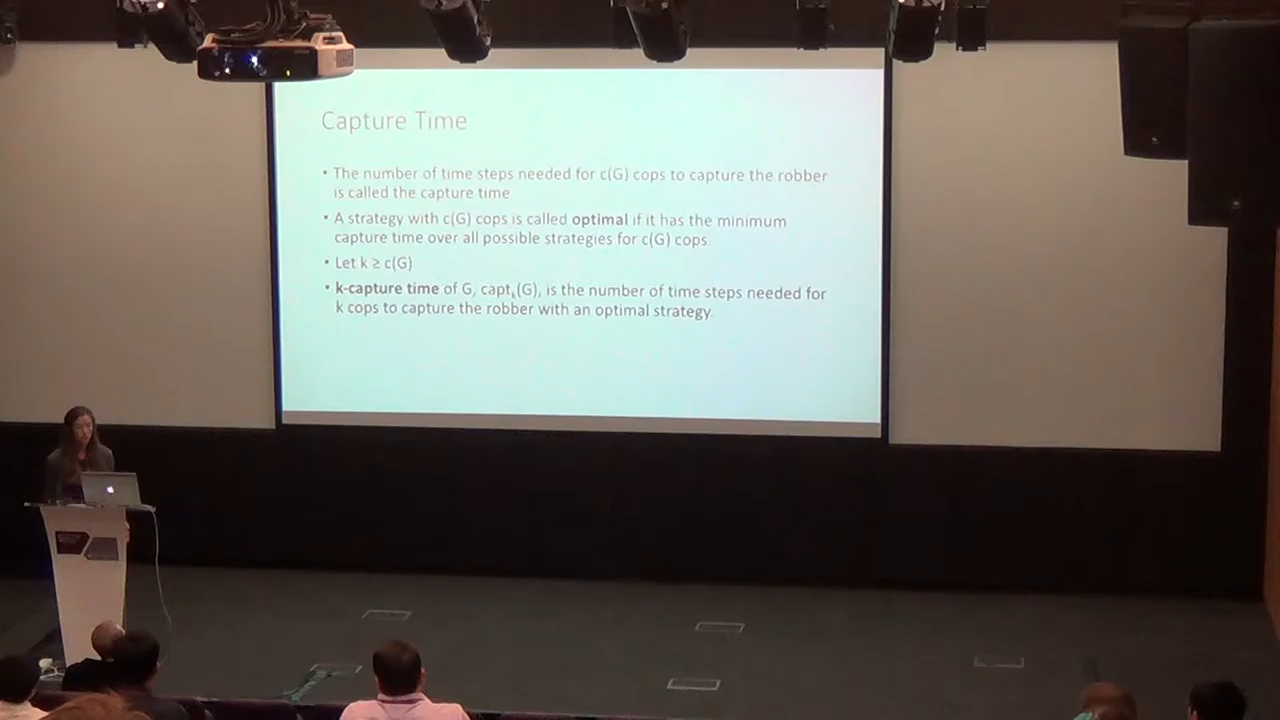 Capture Time
• The number of time steps needed for c(G) cops to capture the robber
is called the capture time
• A strategy with c(G) cops is called optimal if it has the minimum
capture time over all possible strategies for c(G) cops.
• Let k ≥ c(G)
• k-capture time of G, captₖ(G), is the number of time steps needed for
k cops to capture the robber with an optimal strategy.